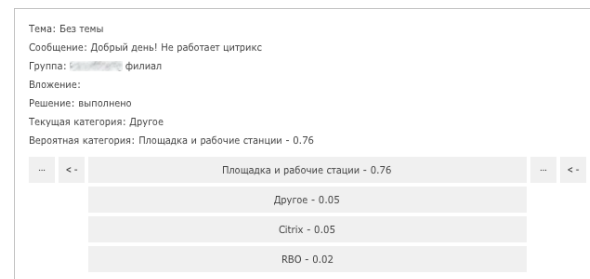 Тема: Без темы
Сообщение: Добрый день! Не работает цитрикс
Группа: филиал
Вложение:
Решение: выполнено
Текущая категория: Другое
Вероятная категория: Площадка и рабочие станции - 0.76
... < - Площадка и рабочие стации - 0.76 ... < -
Другое - 0.05
Citrix - 0.05
RBO - 0.02